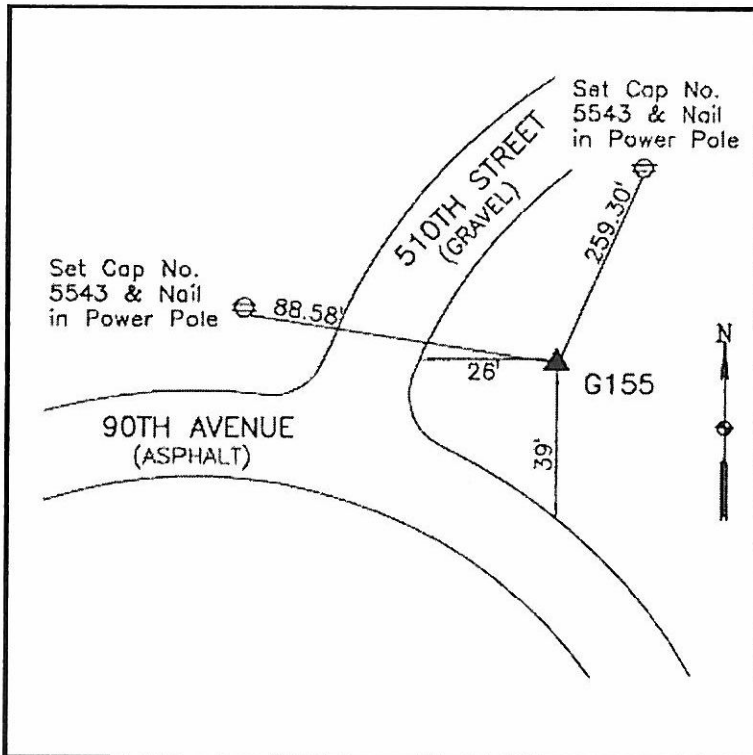 Set Cap No.
5543 & Nail
in Power Pole
510TH STREET
(GRAVEL)
259.30'
Set Cap No.
5543 & Nail
in Power Pole
88.58'
N
26'
G155
90TH AVENUE
(ASPHALT)
39'